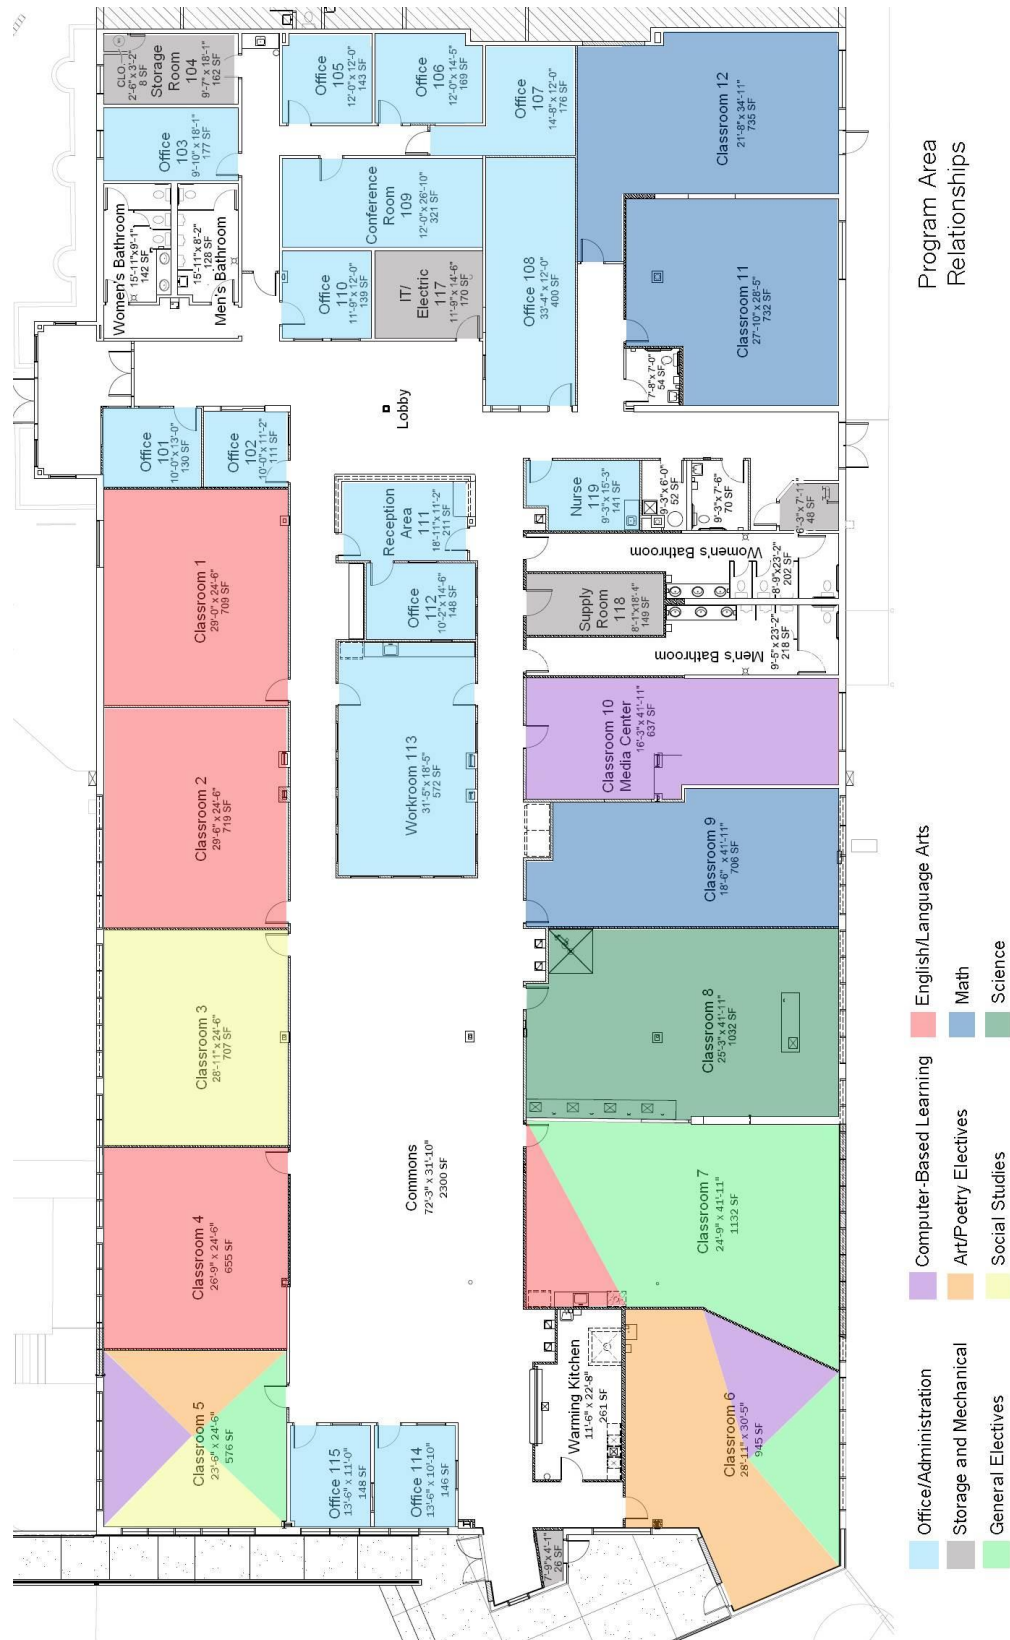 CLO.
2'-6"x 3'-2"
8 SF
Storage
Room
104
9'-7" x 18'-1"
162 SF
Office
103
9'-10" x 18'-1"
177 SF
Women's Bathroom
15'-11"x9'-1"
142 SF
15'-11"x 8'-2"
128 SF
Men's Bathroom
Office
105
12'-0"x 12'-0"
143 SF
Office
106
12'-0"x 14'-5"
169 SF
Office
107
14'-8"x 12'-0"
176 SF
Conference
Room
109
12'-0"x 26'-10"
321 SF
Office
110
11'-9"x 12'-0"
139 SF
IT/
Electric
117
11'-9"x 14'-6"
170 SF
Office 108
33'-4"x 12'-0"
400 SF
Classroom 12
21'-8"x 34'-11"
735 SF
Classroom 11
27'-10"x 28'-5"
732 SF
7'-8"x 7'-0"
54 SF
Lobby
Office
101
10'-0"x 13'-0"
130 SF
Office
102
10'-0"x 11'-2"
111 SF
Reception
Area
111
18'-11"x 11'-2"
211 SF
Office
112
10'-2"x 14'-6"
148 SF
Nurse
119
9'-3"x 15'-3"
141 SF
9'-3"x 6'-0"
52 SF
9'-3"x 7'-6"
70 SF
6'-3"x 7'-11"
48 SF
Women's Bathroom
8'-9"x23'-2"
202 SF
Supply
Room
118
8'-1"x18'-4"
149 SF
Men's Bathroom
9'-5"x 23'-2"
218 SF
Classroom 1
29'-0"x 24'-6"
709 SF
Classroom 2
29'-6"x 24'-6"
719 SF
Workroom 113
31'-5"x 18'-5"
572 SF
Classroom 10
Media Center
16'-3"x 41'-11"
637 SF
Classroom 9
18'-6" x 41'-11"
706 SF
Classroom 3
28'-11"x 24'-6"
707 SF
Classroom 8
25'-3"x 41'-11"
1032 SF
Commons
72'-3" x 31'-10"
2300 SF
Classroom 4
26'-9" x 24'-6"
655 SF
Classroom 7
24'-9" x 41'-11"
1132 SF
Classroom 5
23'-6" x 24'-6"
576 SF
Office 115
13'-6"x 11'-0"
148 SF
Office 114
13'-6"x 10'-10"
146 SF
Warming Kitchen
11'-6" x 22'-8"
261 SF
Classroom 6
28'-11" x 30'-5"
945 SF
7'-9"x 4'-1"
26 SF
Program Area
Relationships
Office/Administration
Computer-Based Learning
English/Language Arts
Storage and Mechanical
Art/Poetry Electives
Math
General Electives
Social Studies
Science